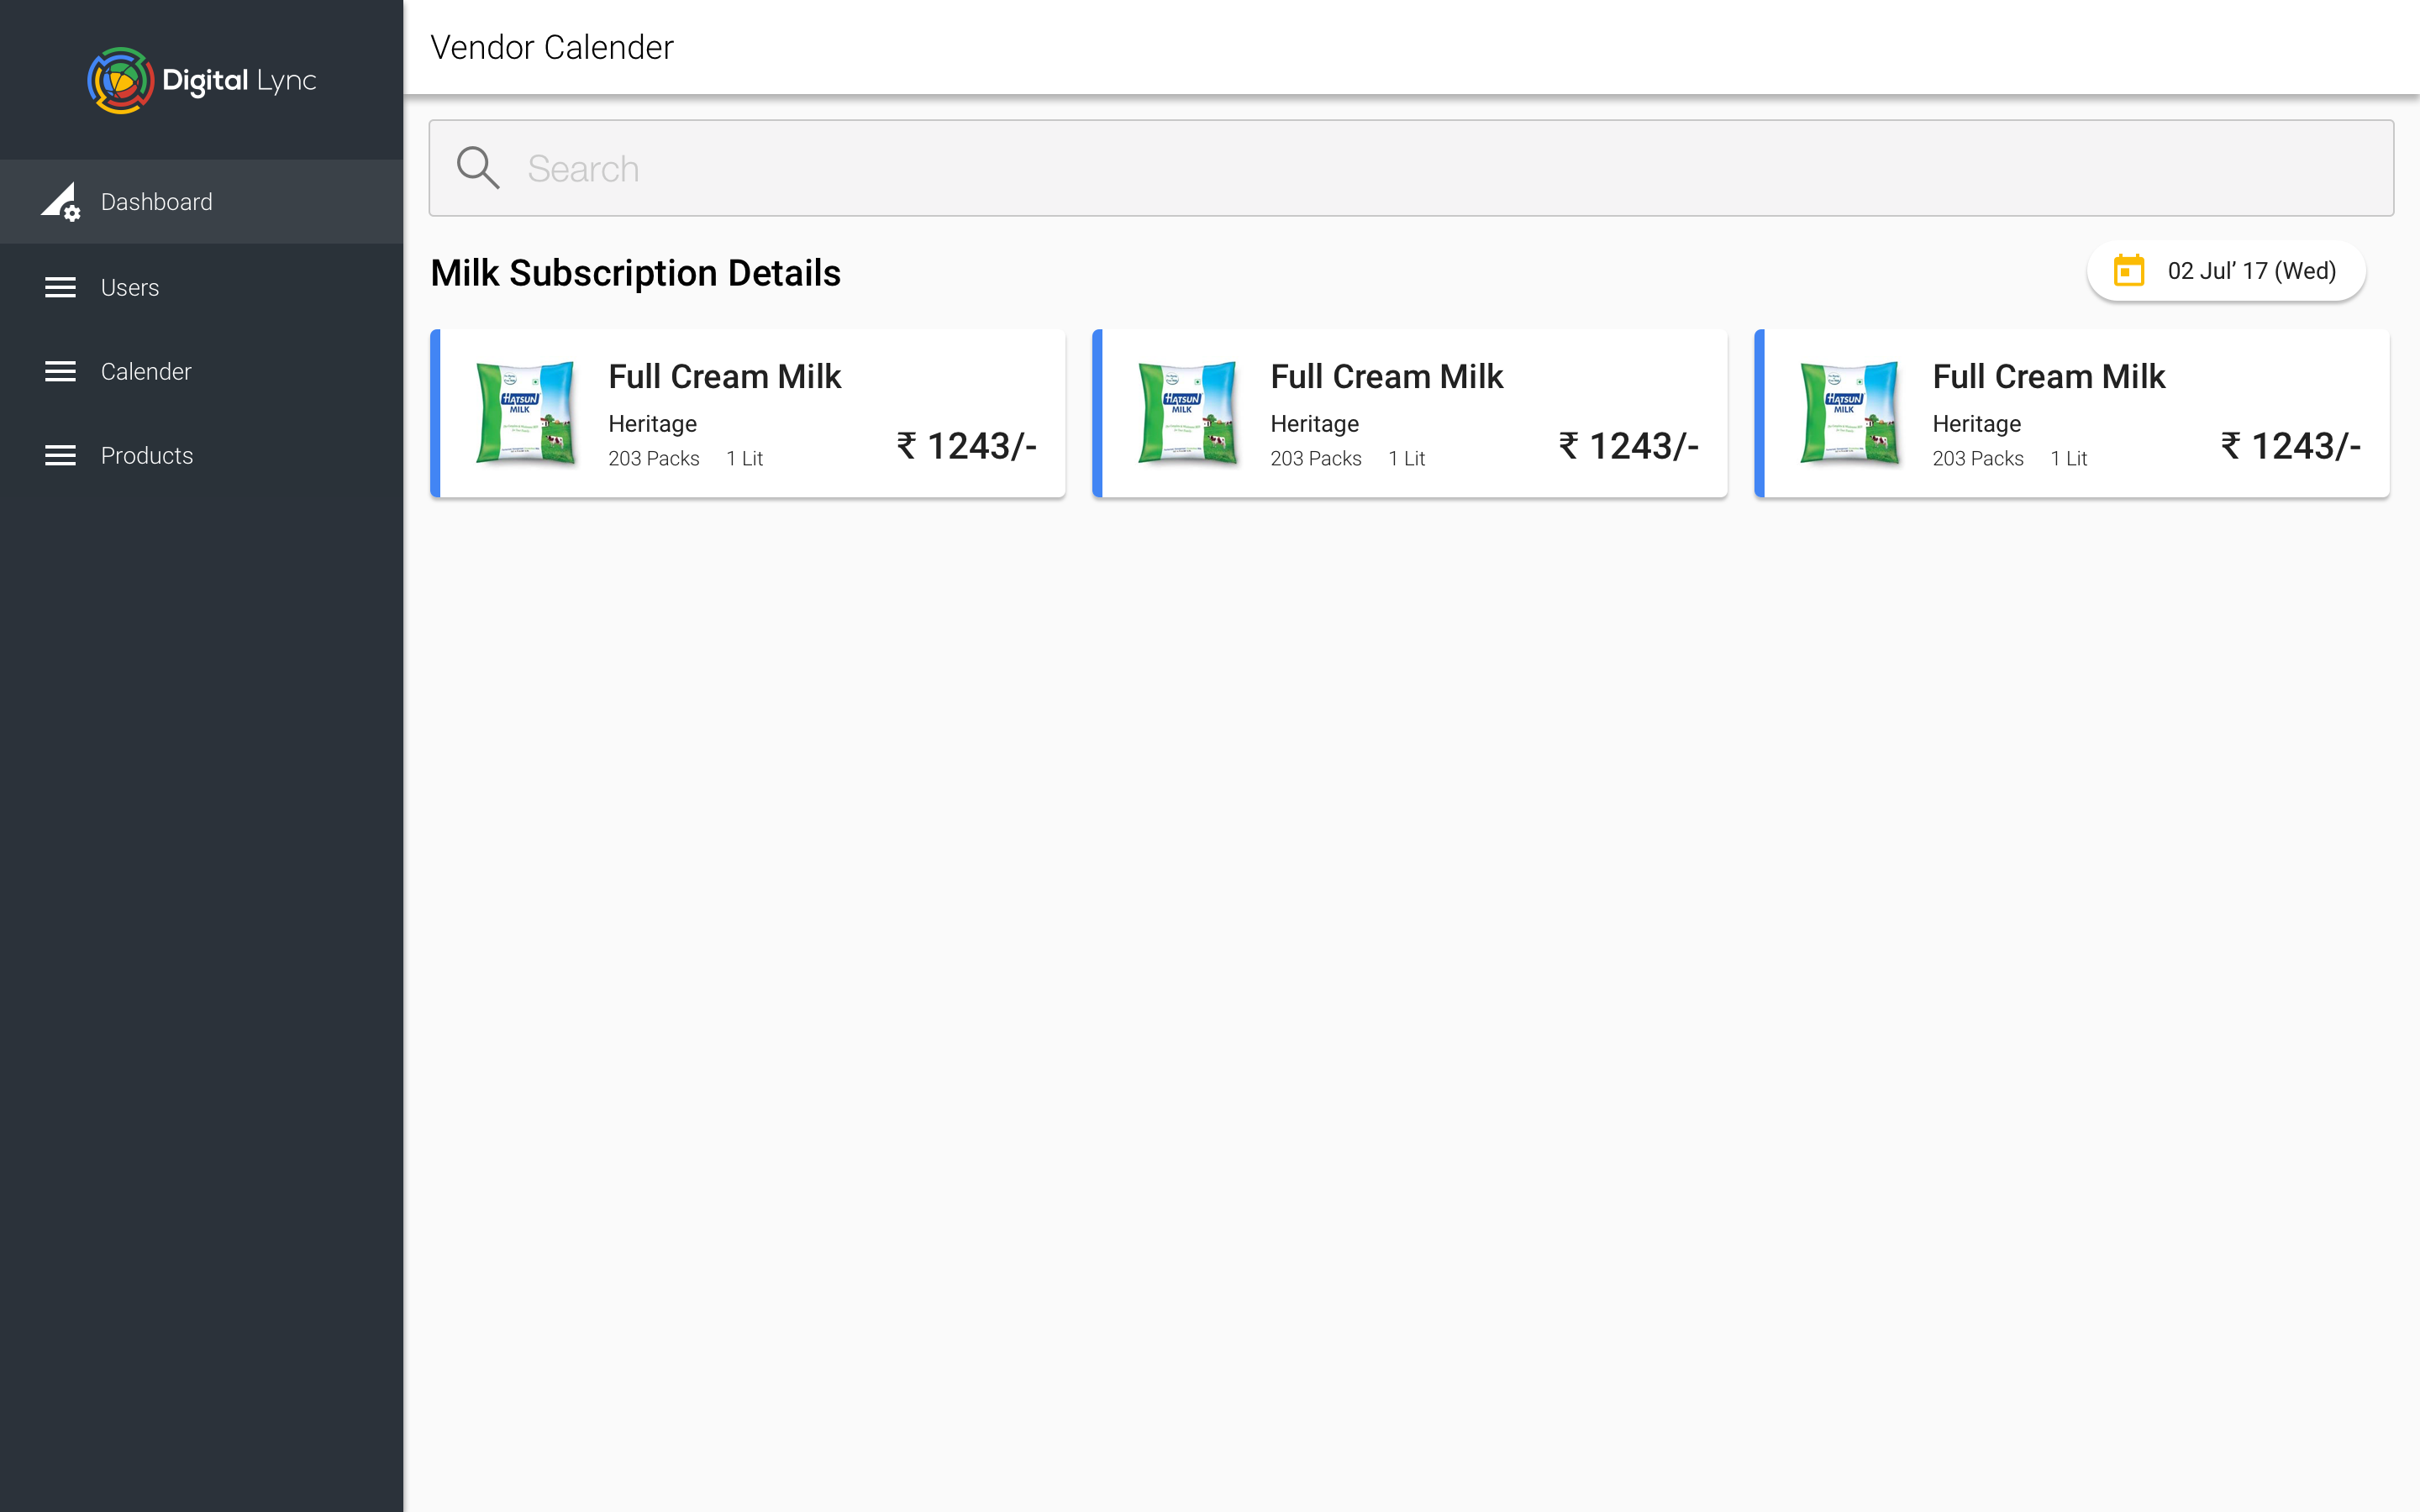 Digital Lync
Vendor Calender
Search
Dashboard
Users
Calender
Products
Milk Subscription Details
02 Jul’ 17 (Wed)
Full Cream Milk
Heritage
203 Packs 1 Lit
₹ 1243/-
HATSUN
MILK
Full Cream Milk
Heritage
203 Packs 1 Lit
₹ 1243/-
HATSUN
MILK
Full Cream Milk
Heritage
203 Packs 1 Lit
₹ 1243/-
HATSUN
MILK